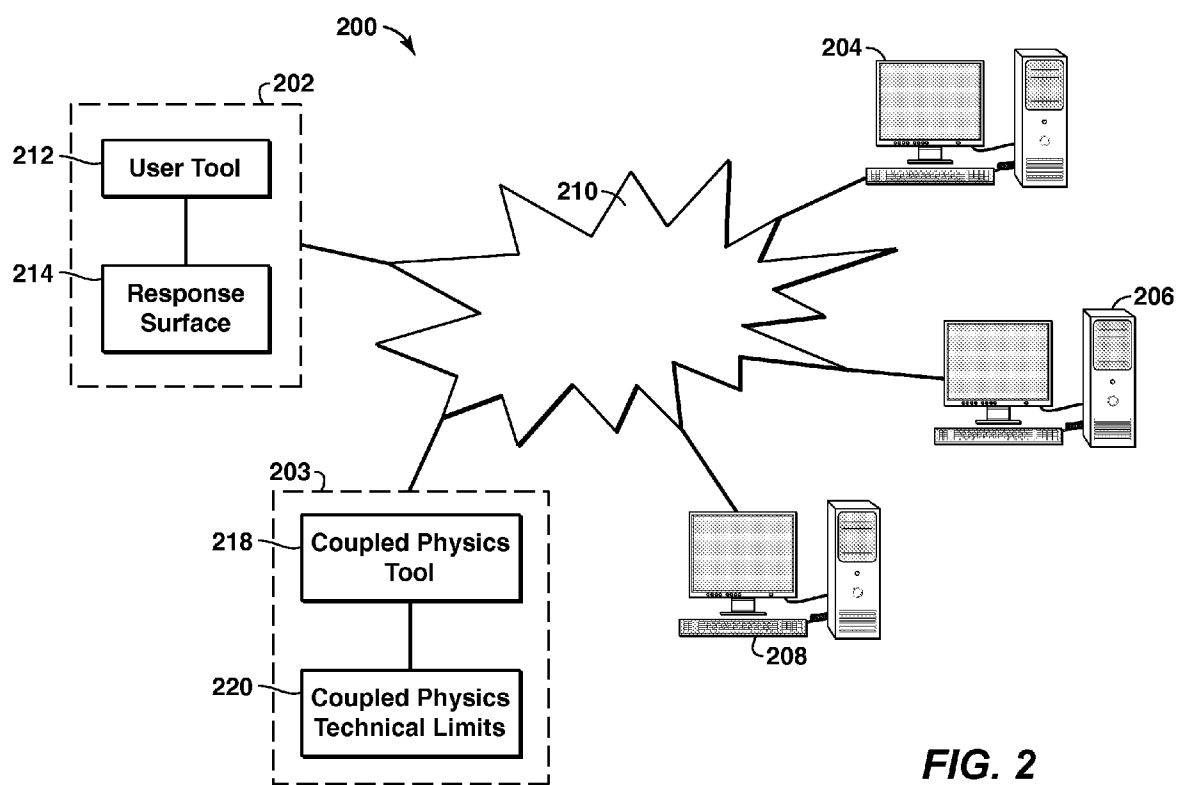 200
204
202
212
User Tool
210
214
Response
Surface
206
203
218
Coupled Physics
Tool
208
220
Coupled Physics
Technical Limits
FIG. 2